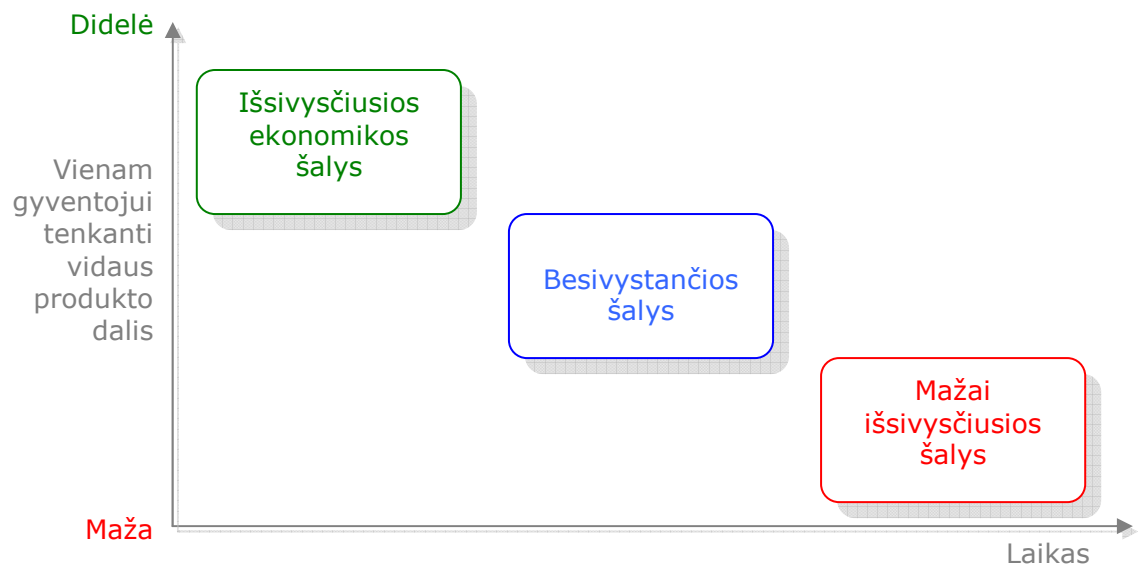 Didelė
Išsivysčiusios
ekonomikos
šalys
Vienam
gyventojui
tenkanti
vidaus
produkto
dalis
Besivystančios
šalys
Mažai
išsivysčiusios
šalys
Maža
Laikas